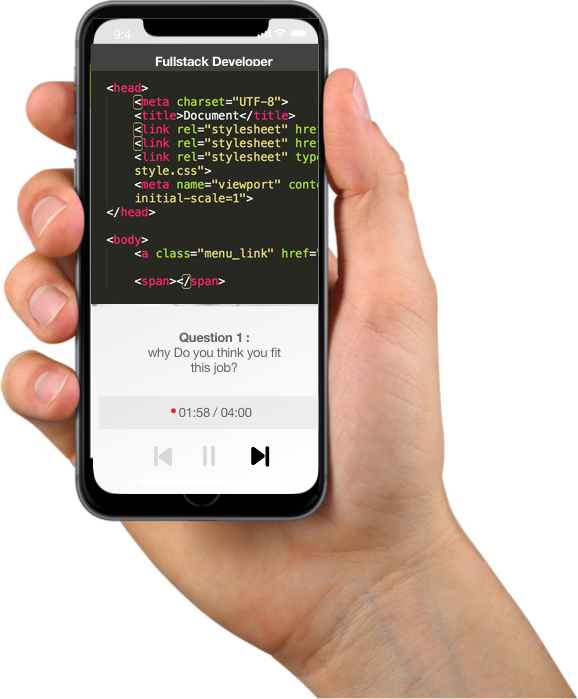 9:4
Fullstack Developer
<head>
<meta charset="UTF-8">
<title>Document</title>
<link rel="stylesheet" href
<link rel="stylesheet" href
<link rel="stylesheet" type
style.css">
<meta name="viewport" conte
initial-scale=1">
</head>
<body>
<a class="menu_link" href="
<span></span>
Question 1 :
why Do you think you fit
this job?
01:58 / 04:00